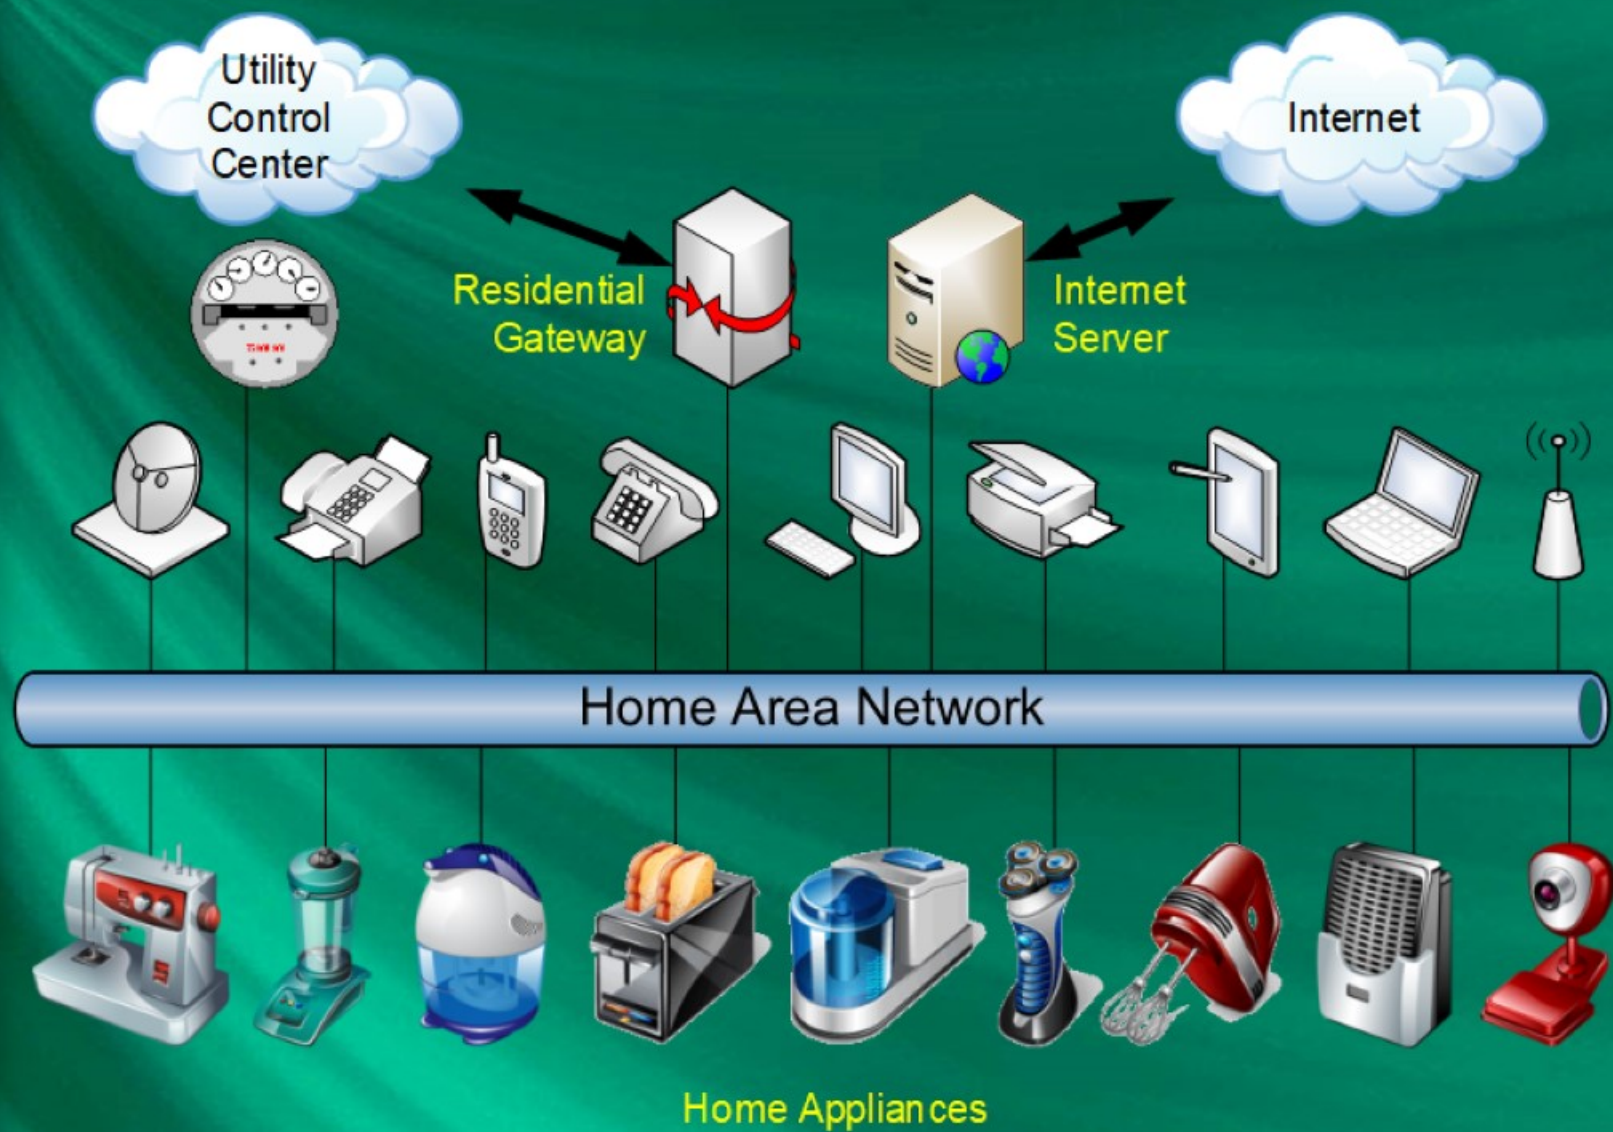 Utility
Control
Center
Internet
Residential
Gateway
Internet
Server
Home Area Network
Home Appliances